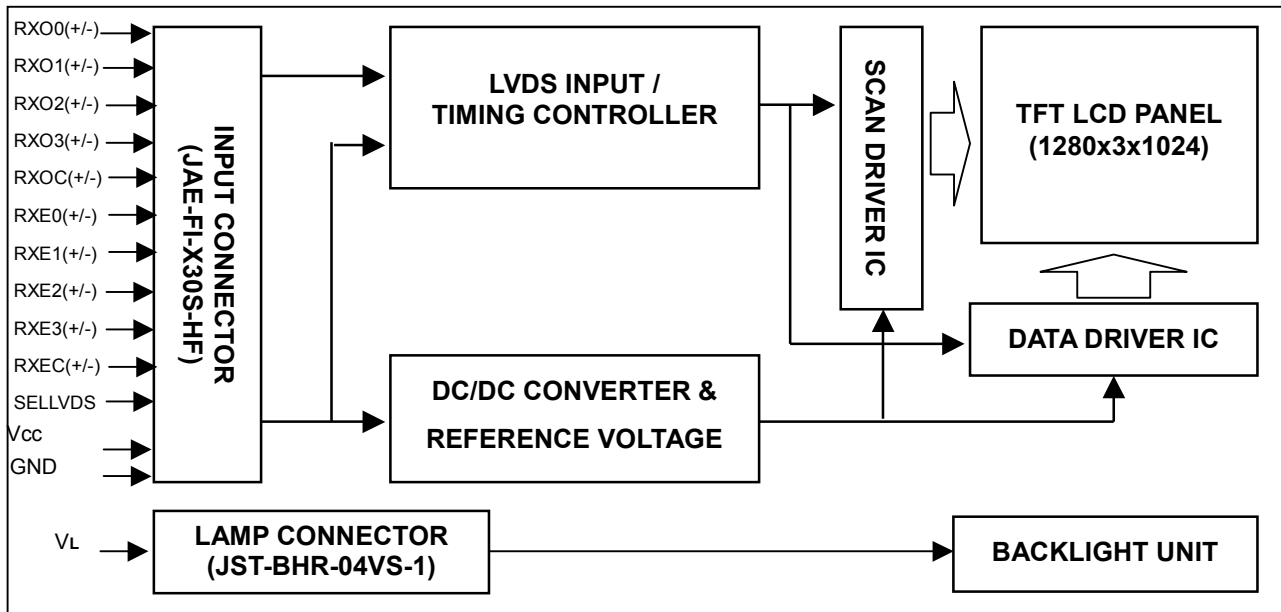 RXO0(+/-)
RXO1(+/-)
RXO2(+/-)
RXO3(+/-)
RXOC(+/-)
RXE0(+/-)
RXE1(+/-)
RXE2(+/-)
RXE3(+/-)
RXEC(+/-)
SELLVDS
Vcc
GND
INPUT CONNECTOR
(JAE-FI-X30S-HF)
LVDS INPUT /
TIMING CONTROLLER
SCAN DRIVER IC
TFT LCD PANEL
(1280x3x1024)
DATA DRIVER IC
DC/DC CONVERTER &
REFERENCE VOLTAGE
VL
LAMP CONNECTOR
(JST-BHR-04VS-1)
BACKLIGHT UNIT